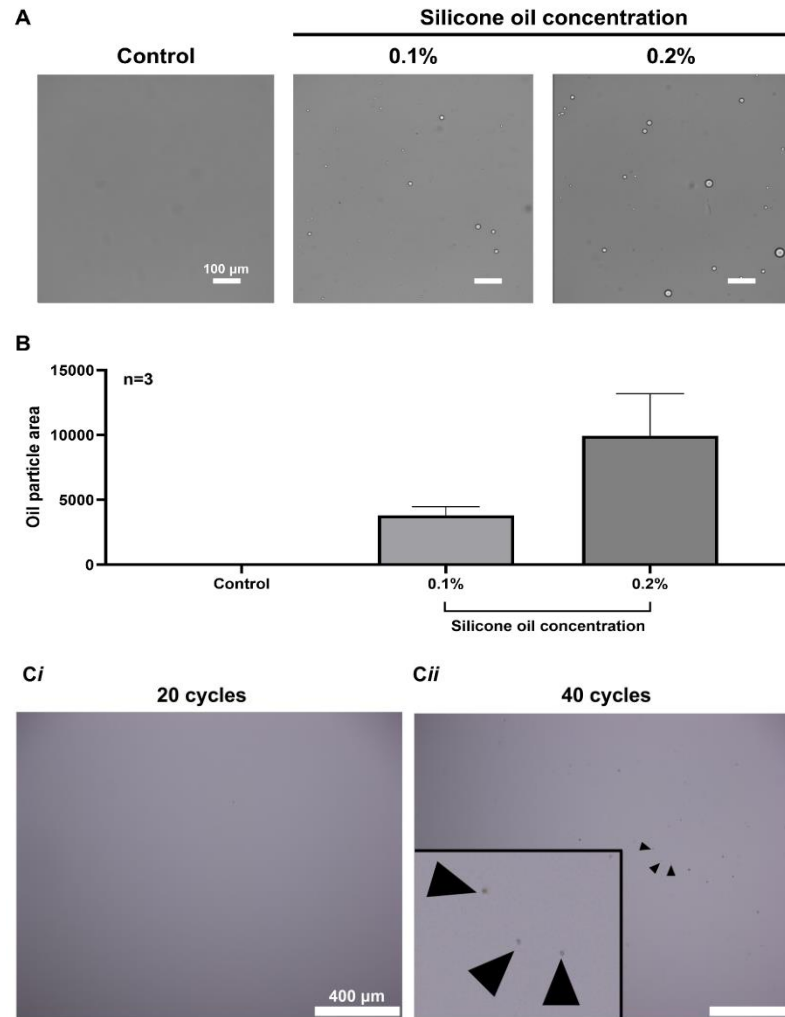 A
Silicone oil concentration
Control
0.1%
0.2%
100 µm
B
15000
n=3
10000
5000
0
Oil particle area
Control
0.1%
0.2%
Silicone oil concentration
Ci
Cii
20 cycles
40 cycles
400 µm